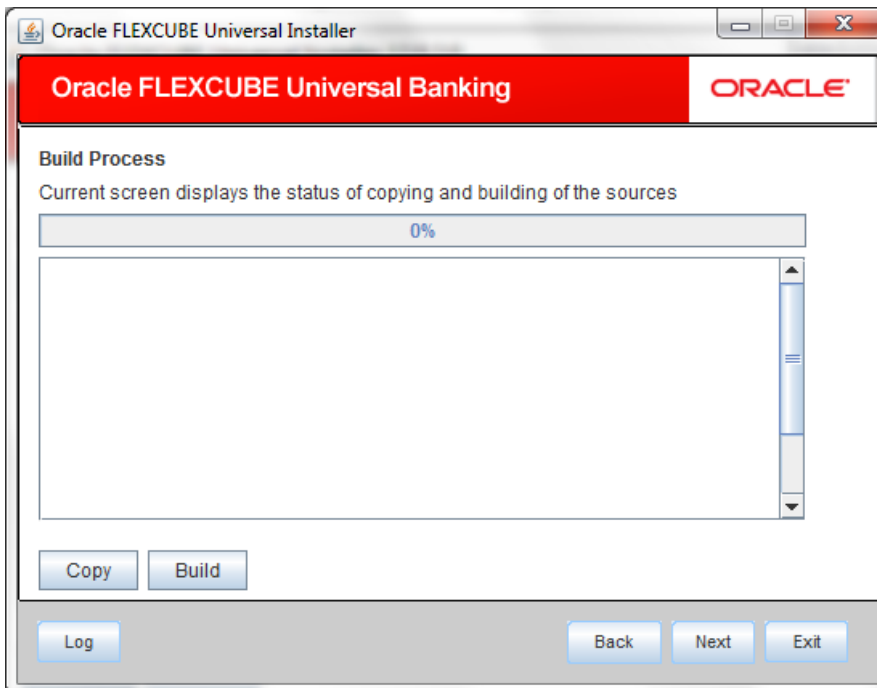 Oracle FLEXCUBE Universal Installer
Oracle FLEXCUBE Universal Banking
ORACLE
Build Process
Current screen displays the status of copying and building of the sources
0%
Copy Build
Log Back Next Exit